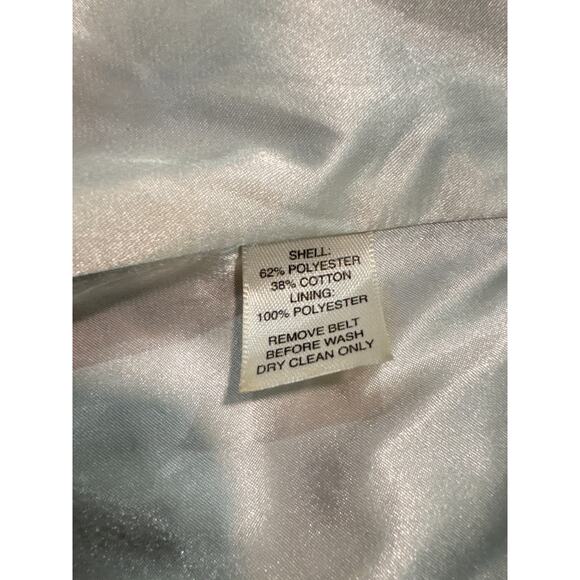 SHELL:
62% POLYESTER
38% COTTON
LINING:
100% POLYESTER
REMOVE BELT
BEFORE WASH
DRY CLEAN ONLY